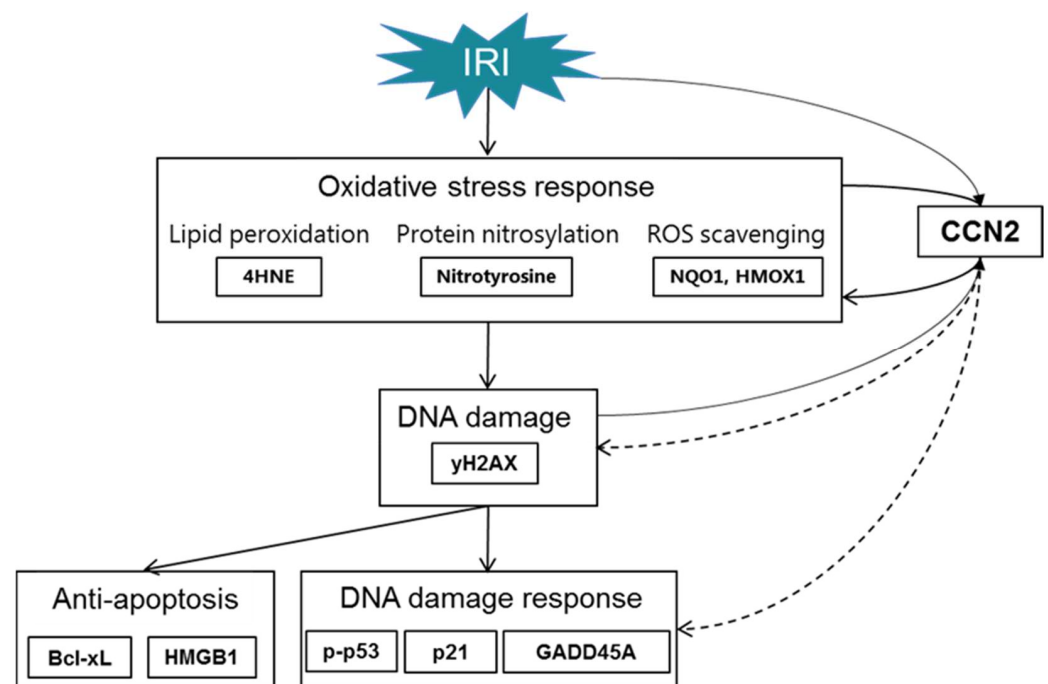 IRI
Oxidative stress response
Lipid peroxidation Protein nitrosylation ROS scavenging
4HNE Nitrotyrosine NQO1, HMOX1
CCN2
DNA damage
yH2AX
Anti-apoptosis
Bcl-xL HMGB1
DNA damage response
p-p53 p21 GADD45A